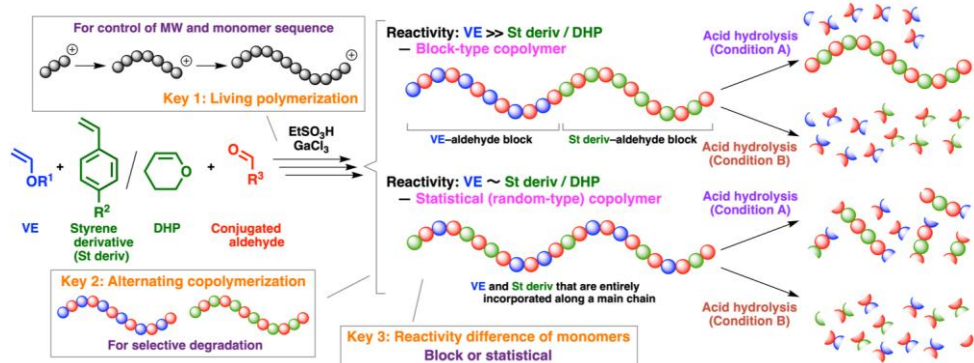 For control of MW and monomer sequence
Key 1: Living polymerization
EtSO3H
GaCl3
OR1
R2
O
O
R3
VE
Styrene
derivative
(St deriv)
DHP
Conjugated
aldehyde
Key 2: Alternating copolymerization
For selective degradation
Reactivity: VE >> St deriv / DHP
— Block-type copolymer
VE–aldehyde block
St deriv–aldehyde block
Reactivity: VE ~ St deriv / DHP
— Statistical (random-type) copolymer
VE and St deriv that are entirely
incorporated along a main chain
Key 3: Reactivity difference of monomers
Block or statistical
Acid hydrolysis
(Condition A)
Acid hydrolysis
(Condition B)
Acid hydrolysis
(Condition A)
Acid hydrolysis
(Condition B)